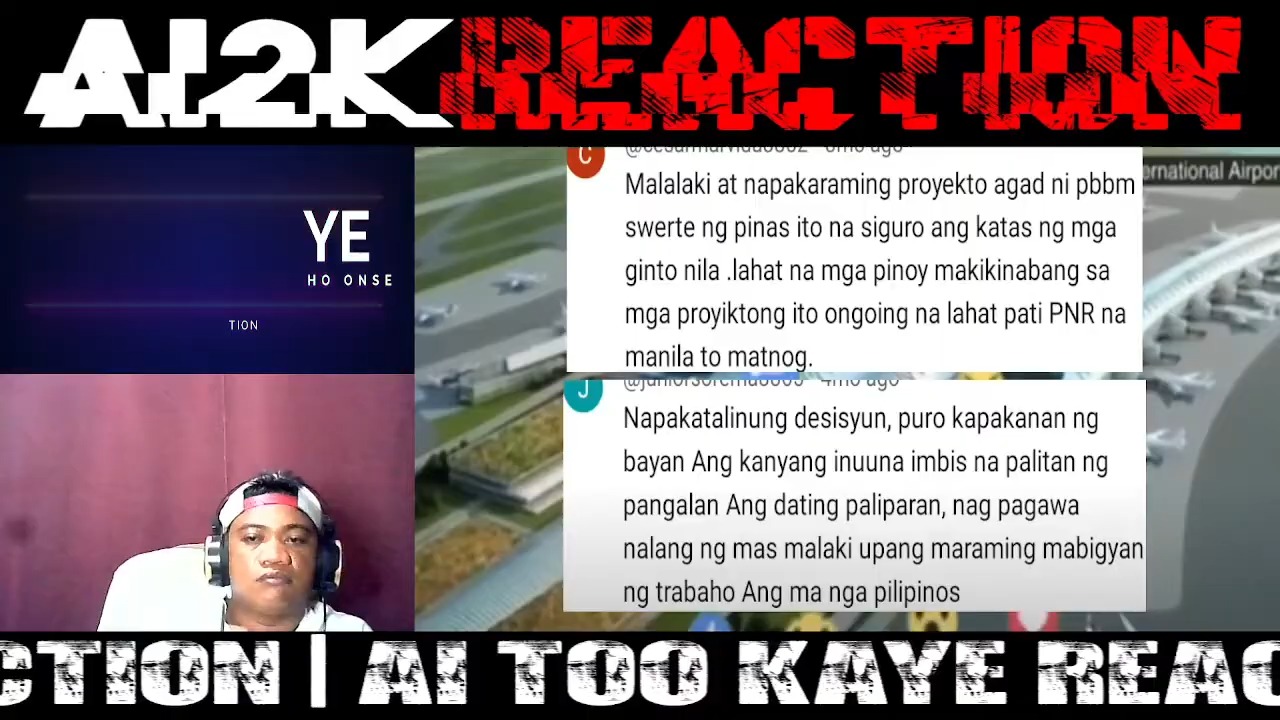 AI2K REACTION
YE
HO ONSE
TION
C
Malalaki at napakaraming proyekto agad ni pbbm
swerte ng pinas ito na siguro ang katas ng mga
ginto nila .lahat na mga pinoy makikinabang sa
mga proyiktong ito ongoing na lahat pati PNR na
manila to matnog.
ernational Airpor
J
Napakatalinung desisyun, puro kapakanan ng
bayan Ang kanyang inuuna imbis na palitan ng
pangalan Ang dating paliparan, nag pagawa
nalang ng mas malaki upang maraming mabigyan
ng trabaho Ang ma nga pilipinos
CTION | AI TOO KAYE REAC